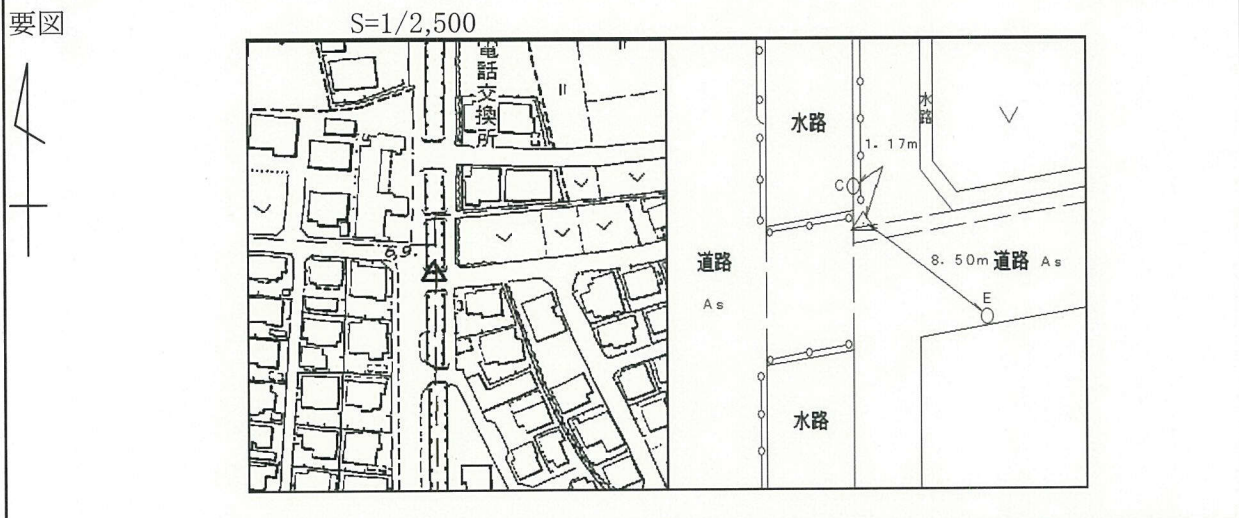 要図
S=1/2,500
電話交換所
69.
水路
水路
1.17m
C
道路
As
8.50m
道路 As
E
水路